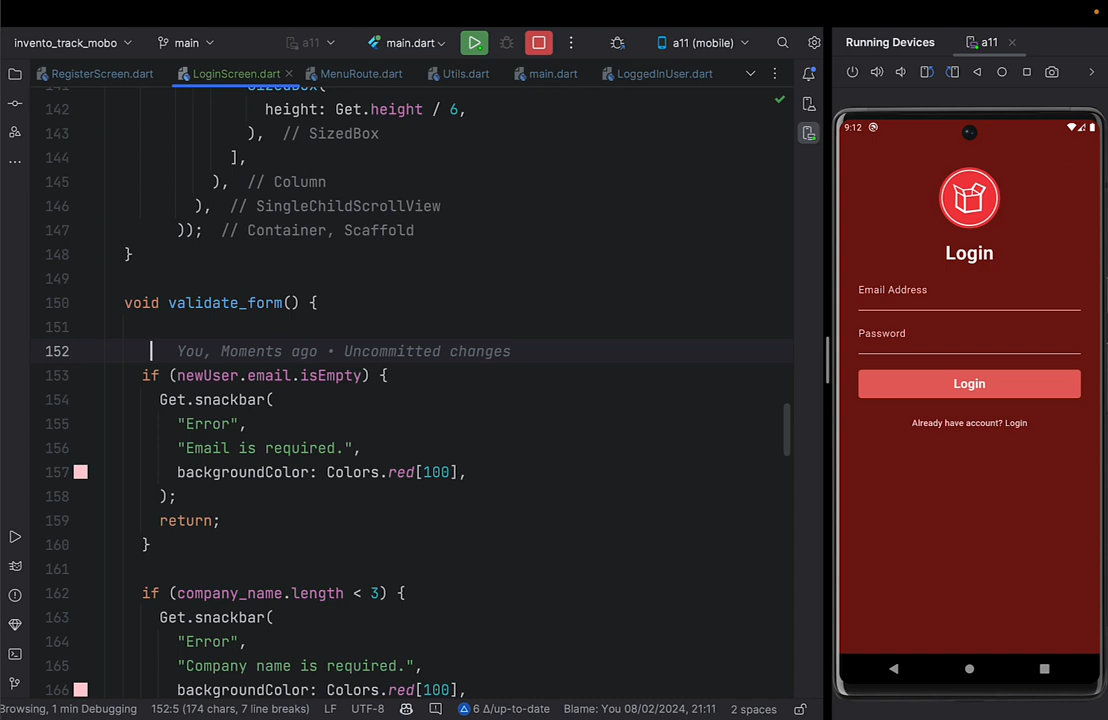 invento_track_mobo main a11 main.dart a11 (mobile) Running Devices a11
RegisterScreen.dart LoginScreen.dart MenuRoute.dart Utils.dart main.dart LoggedInUser.dart
141 SizedBox(
142 height: Get.height / 6,
143 ), // SizedBox
144 ],
145 ), // Column
146 ), // SingleChildScrollView
147 )); // Container, Scaffold
148 }
149
150 void validate_form() {
151
152 You, Moments ago • Uncommitted changes
153 if (newUser.email.isEmpty) {
154 Get.snackbar(
155 "Error",
156 "Email is required.",
157 backgroundColor: Colors.red[100],
158 );
159 return;
160 }
161
162 if (company_name.length < 3) {
163 Get.snackbar(
164 "Error",
165 "Company name is required.",
166 backgroundColor: Colors.red[100],
Browsing, 1 min Debugging 152:5 (174 chars, 7 line breaks) LF UTF-8 6 Δ/up-to-date Blame: You 08/02/2024, 21:11 2 spaces
9:12
Login
Email Address
Password
Login
Already have account? Login